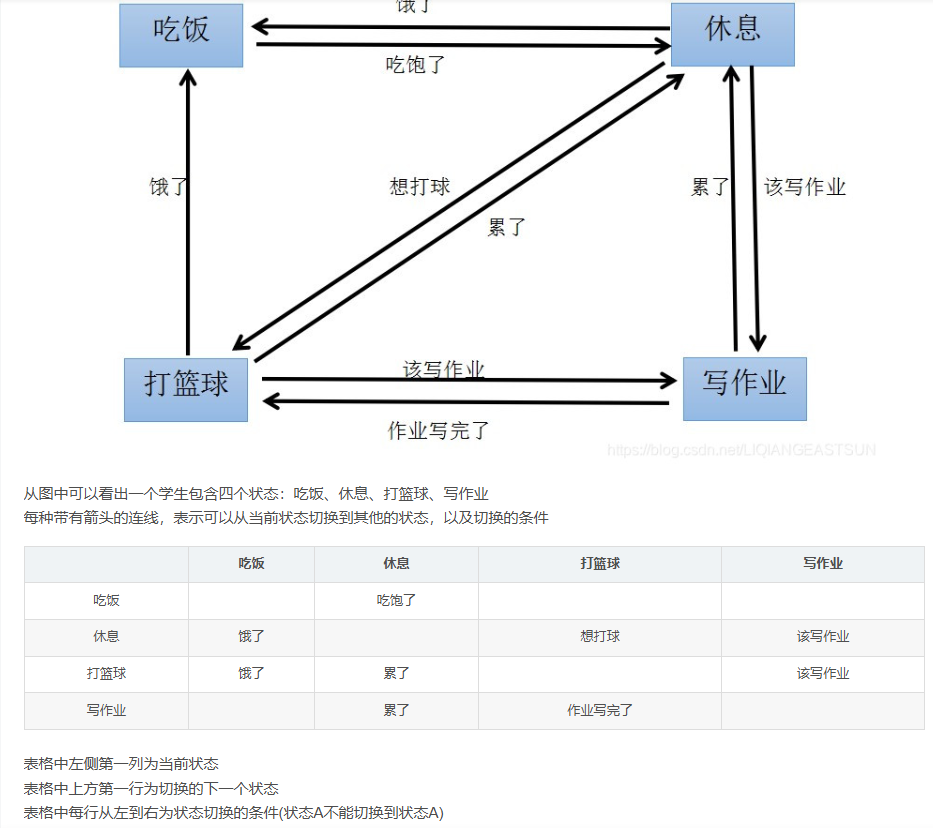 饿了
吃饭
休息
吃饱了
饿了
想打球
累了
该写作业
累了
该写作业
打篮球
写作业
作业写完了
https://blog.csdn.net/LIQIANGEASTSUN
从图中可以看出一个学生包含四个状态：吃饭、休息、打篮球、写作业
每种带有箭头的连线，表示可以从当前状态切换到其他的状态，以及切换的条件
吃饭 休息 打篮球 写作业
吃饭 吃饱了
休息 饿了 想打球 该写作业
打篮球 饿了 累了 该写作业
写作业 累了 作业写完了
表格中左侧第一列为当前状态
表格中上方第一行为切换的下一个状态
表格中每行从左到右为状态切换的条件(状态A不能切换到状态A)